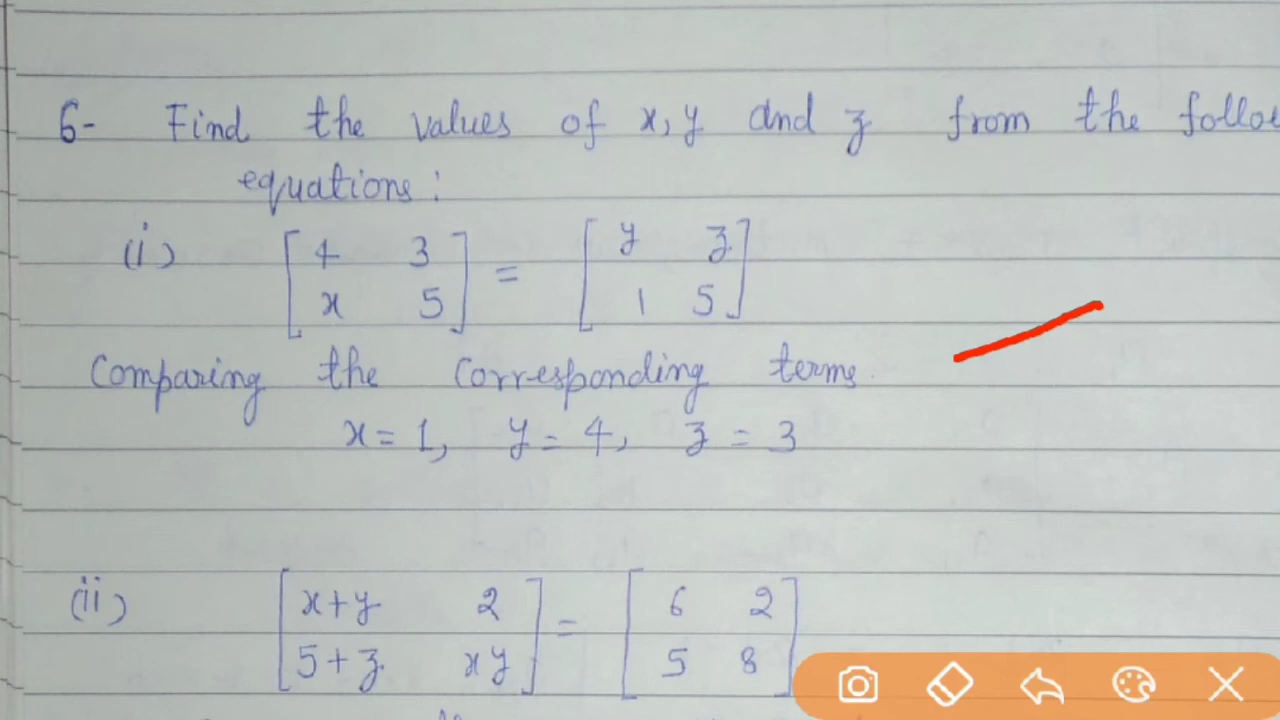 6- Find the values of x, y and z from the
equations:
(i) [4 3
x 5] = [y z
1 5]
Comparing the corresponding terms.
x = 1, y = 4, z = 3
(ii) [x+y 2
5+z xy] = [6 2
5 8]